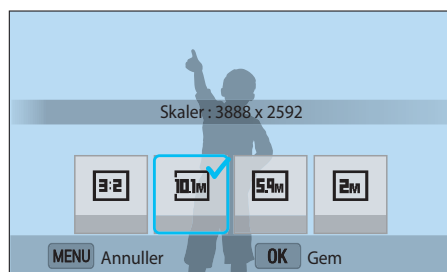 Skaler : 3888 x 2592
3:2 10.1M 5.9M 2M
MENU Annuller OK Gem